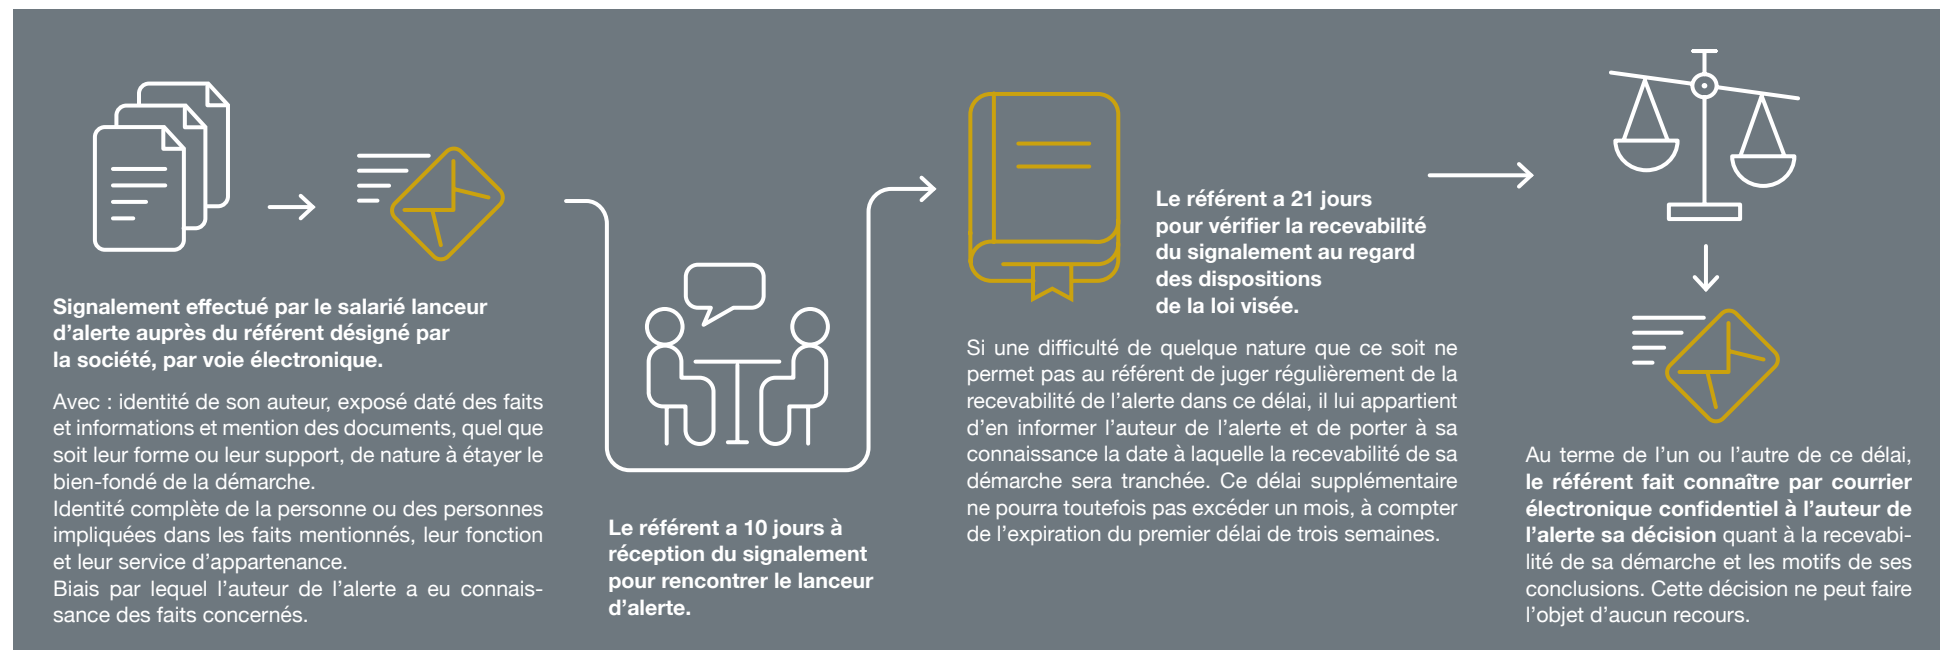 Signalement effectué par le salarié lanceur
d’alerte auprès du référent désigné par
la société, par voie électronique.
Avec : identité de son auteur, exposé daté des faits
et informations et mention des documents, quel que
soit leur forme ou leur support, de nature à étayer le
bien-fondé de la démarche.
Identité complète de la personne ou des personnes
impliquées dans les faits mentionnés, leur fonction
et leur service d’appartenance.
Biais par lequel l’auteur de l’alerte a eu connais-
sance des faits concernés.
Le référent a 10 jours à
réception du signalement
pour rencontrer le lanceur
d’alerte.
Le référent a 21 jours
pour vérifier la recevabilité
du signalement au regard
des dispositions
de la loi visée.
Si une difficulté de quelque nature que ce soit ne
permet pas au référent de juger régulièrement de la
recevabilité de l’alerte dans ce délai, il lui appartient
d’en informer l’auteur de l’alerte et de porter à sa
connaissance la date à laquelle la recevabilité de sa
démarche sera tranchée. Ce délai supplémentaire
ne pourra toutefois pas excéder un mois, à compter
de l’expiration du premier délai de trois semaines.
Au terme de l’un ou l’autre de ce délai,
le référent fait connaître par courrier
électronique confidentiel à l’auteur de
l’alerte sa décision quant à la recevabi-
lité de sa démarche et les motifs de ses
conclusions. Cette décision ne peut faire
l’objet d’aucun recours.